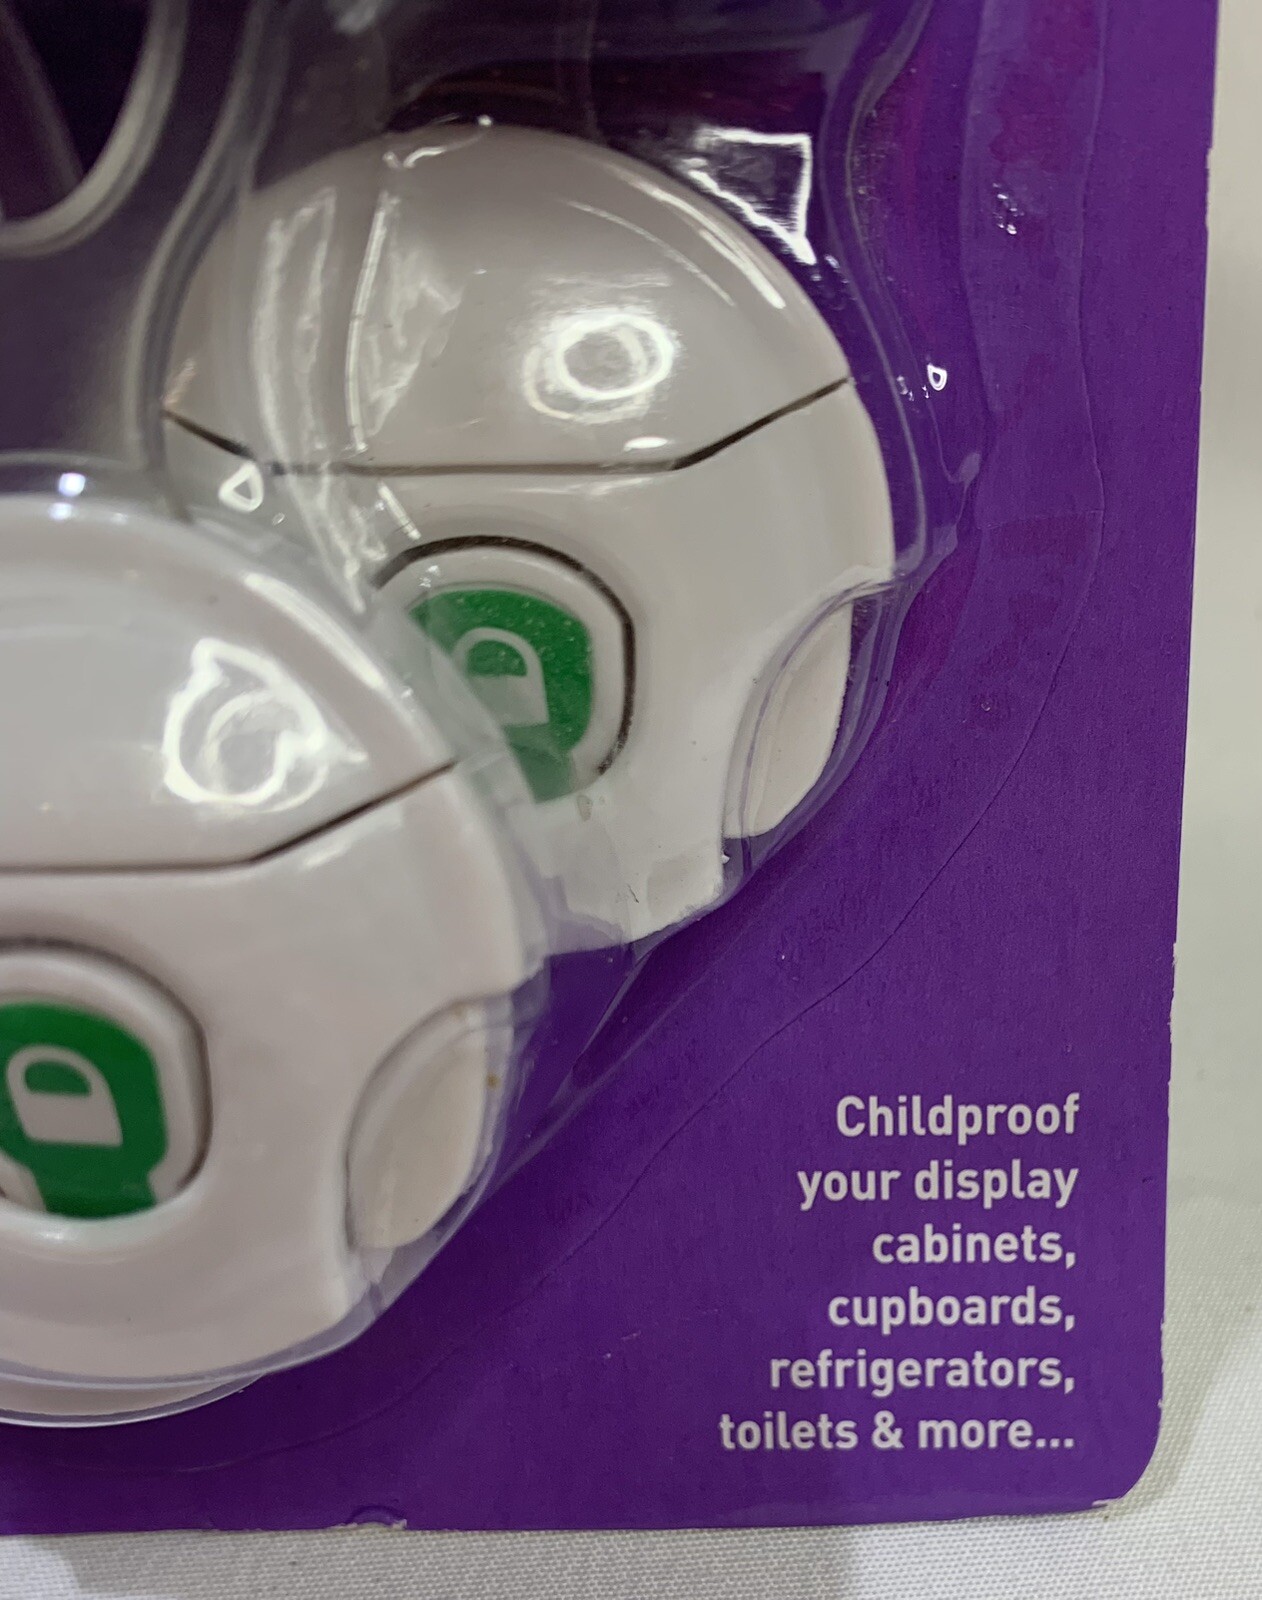 Childproof
your display
cabinets,
cupboards,
refrigerators,
toilets & more...